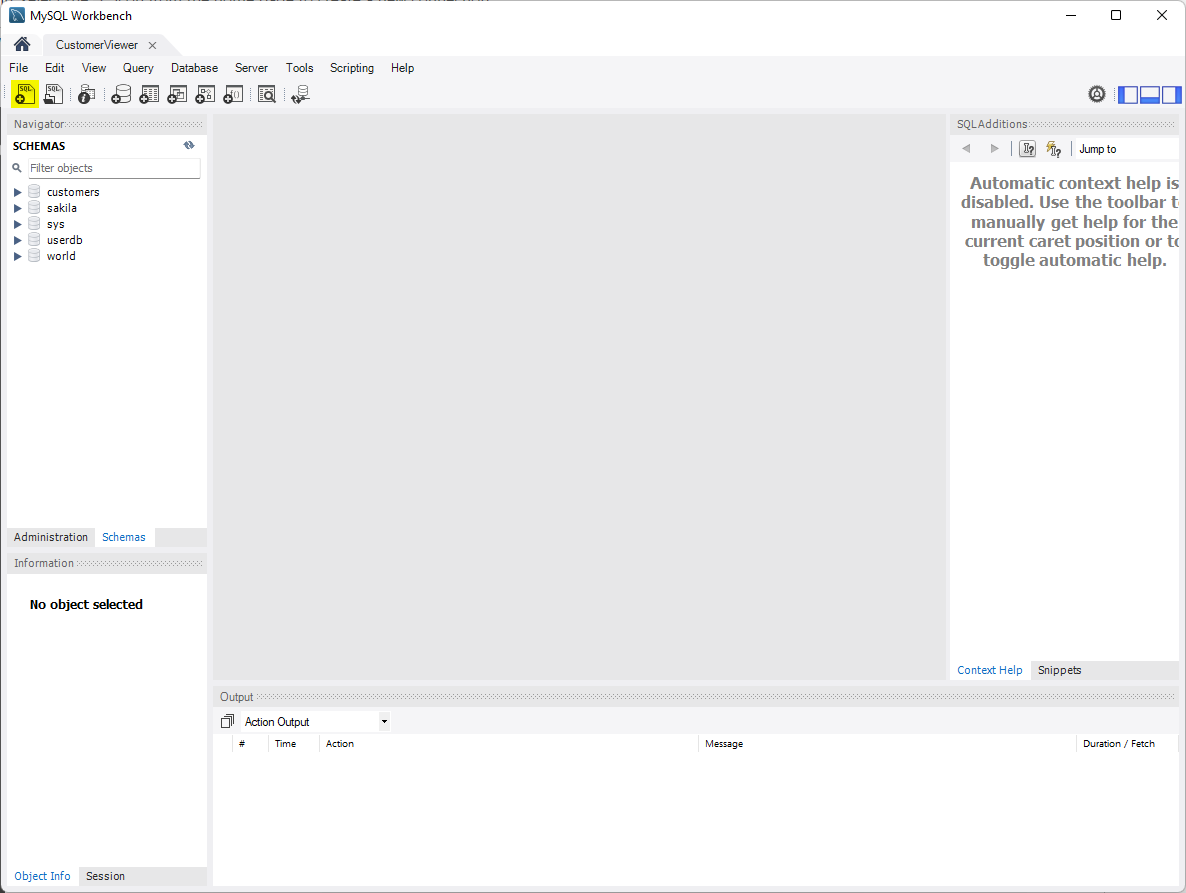 MySQL Workbench
CustomerViewer
File Edit View Query Database Server Tools Scripting Help
SQL SQL
Navigator
SCHEMAS
Filter objects
customers
sakila
sys
userdb
world
Administration Schemas
Information
No object selected
Object Info Session
SQLAdditions
Jump to
Automatic context help is
disabled. Use the toolbar
manually get help for the
current caret position or to
toggle automatic help.
Context Help Snippets
Output
Action Output
# Time Action Message Duration / Fetch